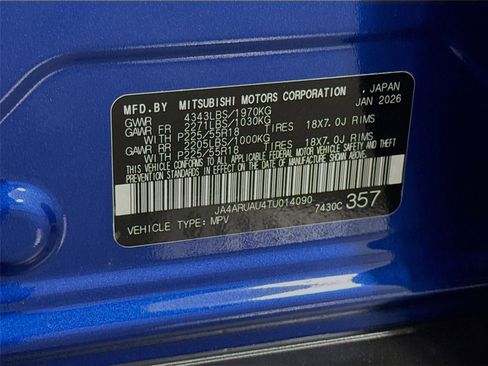 MFD.BY MITSUBISHI MOTORS CORPORATION , JAPAN
GVWR 4343LBS/1970KG JAN 2026
GAWR FR 2271LBS/1030KG
WITH P225/55R18 TIRES 18X7.0J RIMS
GAWR RR 2205LBS/1000KG
WITH P225/55R18 TIRES 18X7.0J RIMS
THIS VEHICLE CONFORMS TO ALL APPLICABLE FEDERAL MOTOR VEHICLE SAFETY AND THEFT
PREVENTION STANDARDS IN EFFECT ON THE DATE OF MANUFACTURE SHOWN ABOVE.
JA4ARUAU4TU014090 7430C 357
VEHICLE TYPE: MPV